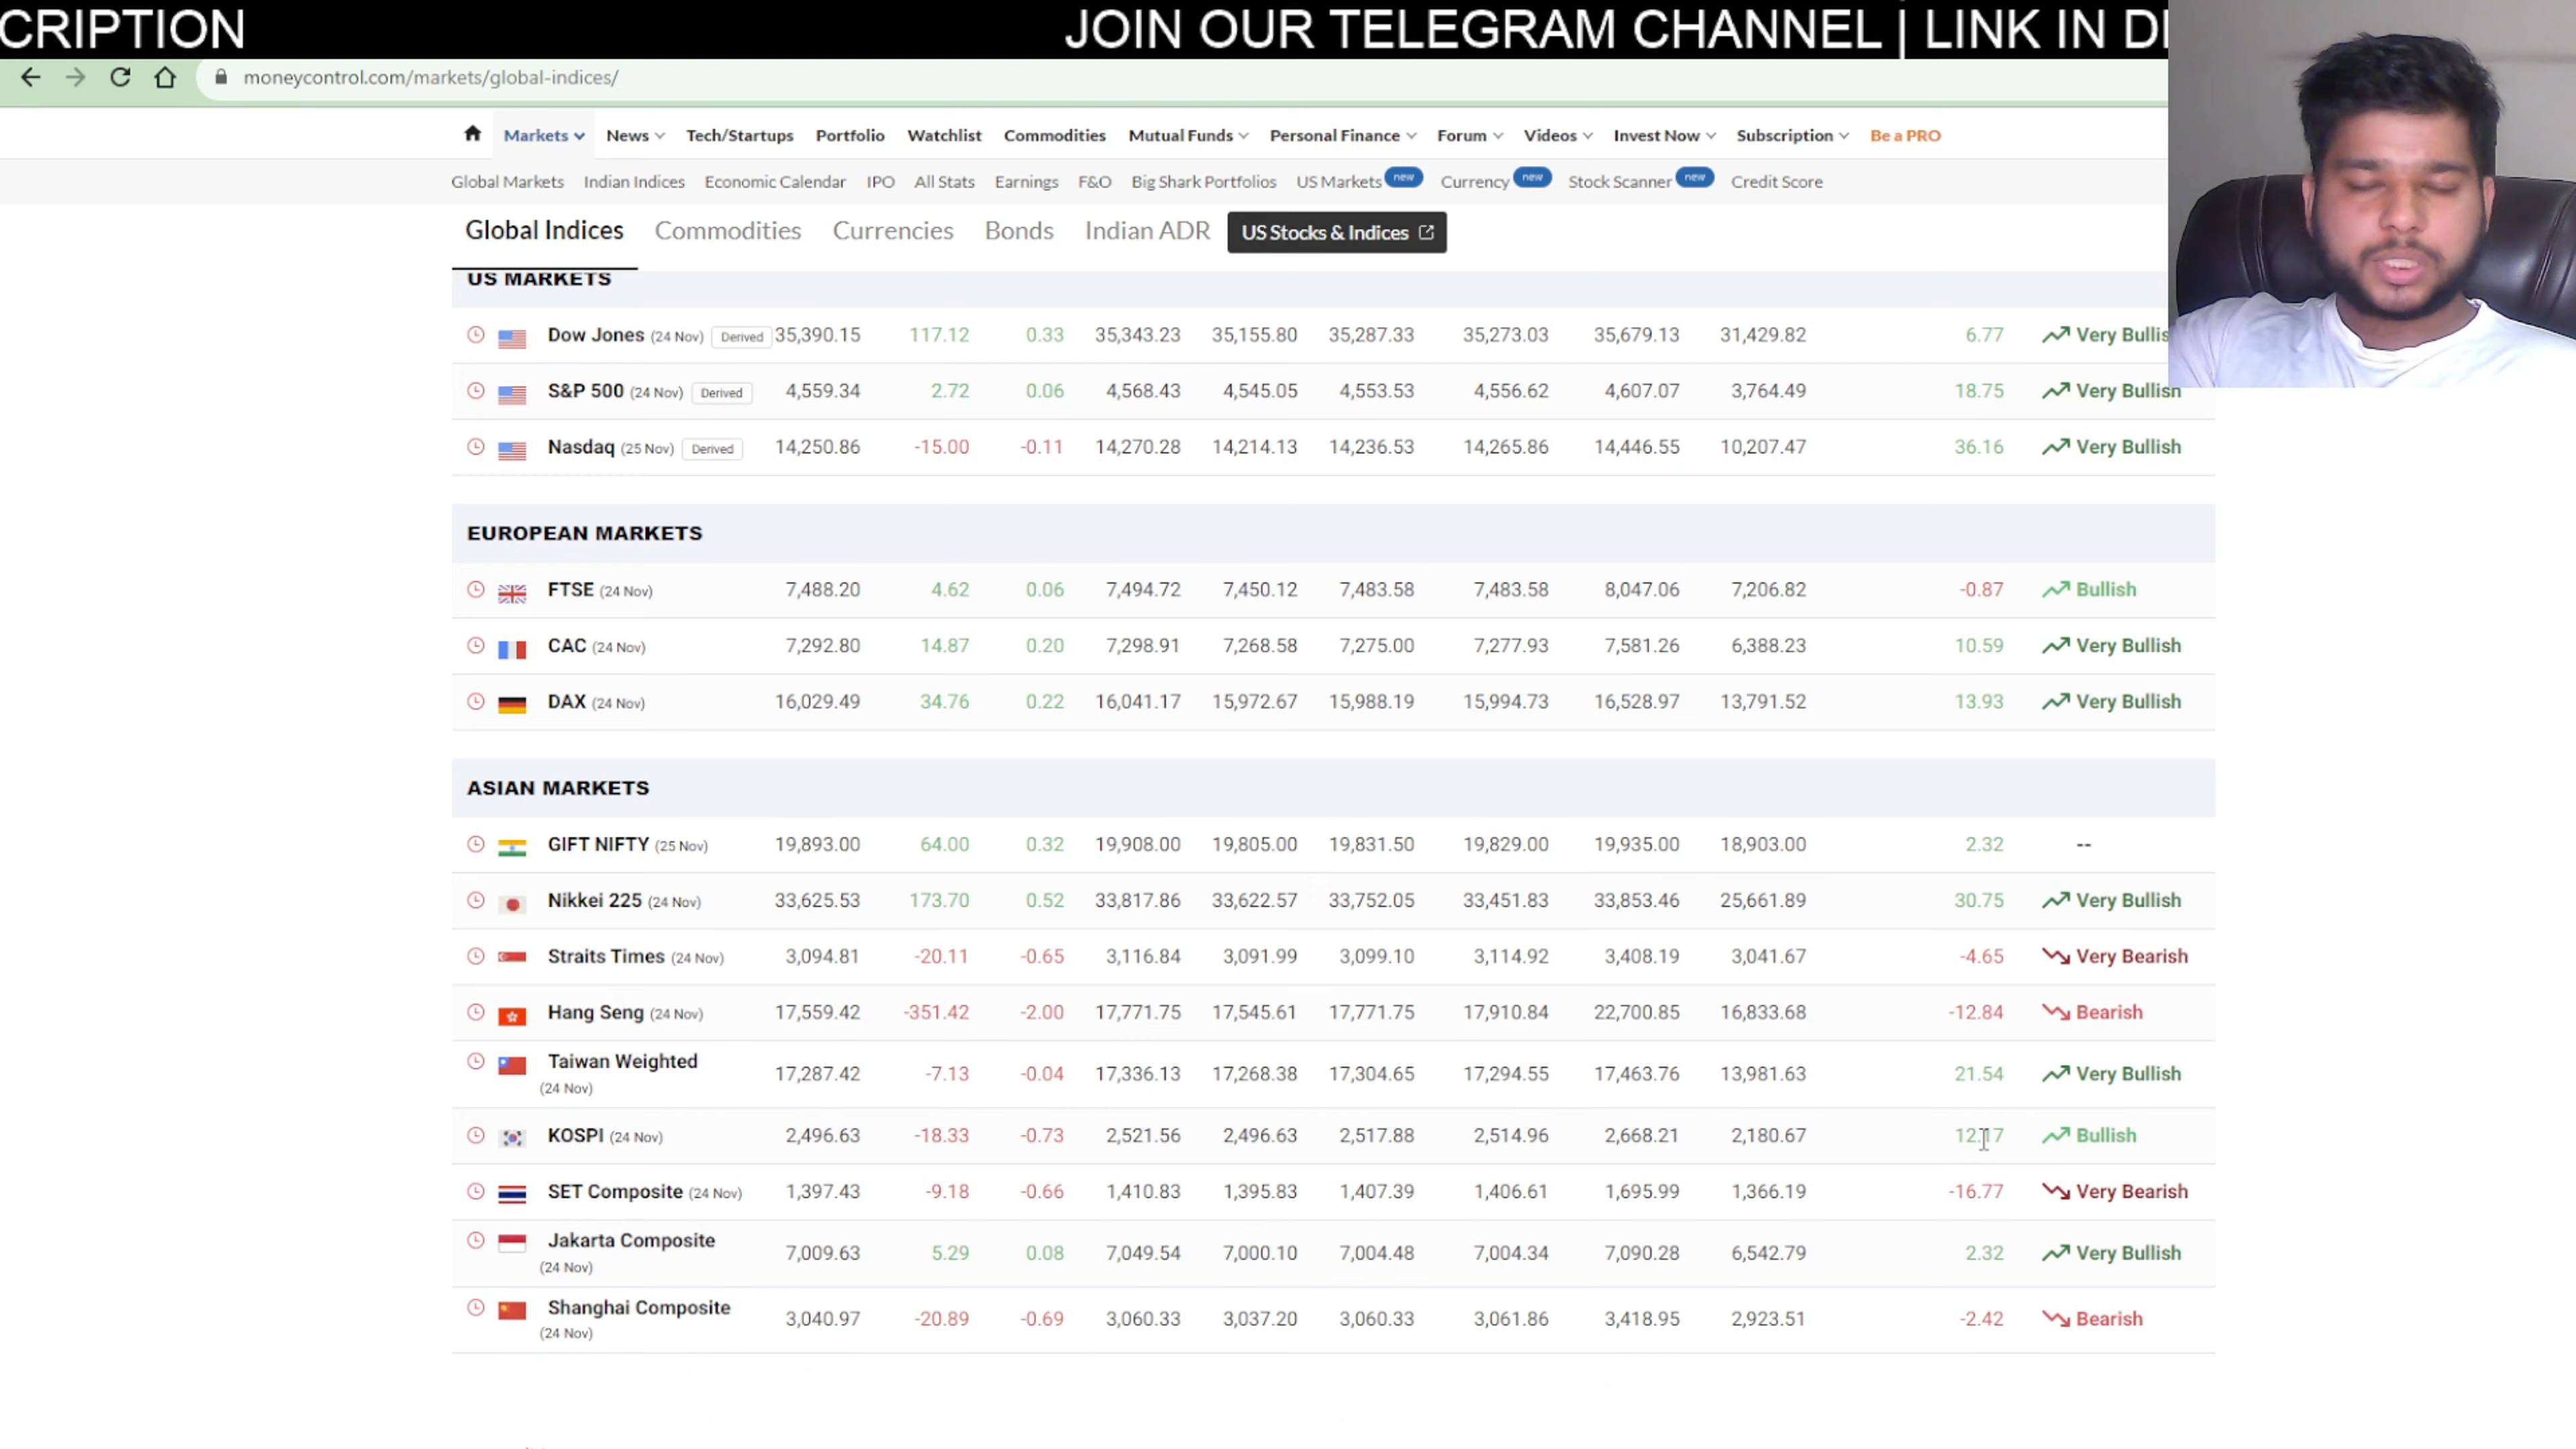 CRIPTION JOIN OUR TELEGRAM CHANNEL | LINK IN D
moneycontrol.com/markets/global-indices/
Markets News Tech/Startups Portfolio Watchlist Commodities Mutual Funds Personal Finance Forum Videos Invest Now Subscription Be a PRO
Global Markets Indian Indices Economic Calendar IPO All Stats Earnings F&O Big Shark Portfolios US Markets new Currency new Stock Scanner new Credit Score
Global Indices Commodities Currencies Bonds Indian ADR US Stocks & Indices
US MARKETS
Dow Jones (24 Nov) Derived 35,390.15 117.12 0.33 35,343.23 35,155.80 35,287.33 35,273.03 35,679.13 31,429.82 6.77 Very Bullis
S&P 500 (24 Nov) Derived 4,559.34 2.72 0.06 4,568.43 4,545.05 4,553.53 4,556.62 4,607.07 3,764.49 18.75 Very Bullish
Nasdaq (25 Nov) Derived 14,250.86 -15.00 -0.11 14,270.28 14,214.13 14,236.53 14,265.86 14,446.55 10,207.47 36.16 Very Bullish
EUROPEAN MARKETS
FTSE (24 Nov) 7,488.20 4.62 0.06 7,494.72 7,450.12 7,483.58 7,483.58 8,047.06 7,206.82 -0.87 Bullish
CAC (24 Nov) 7,292.80 14.87 0.20 7,298.91 7,268.58 7,275.00 7,277.93 7,581.26 6,388.23 10.59 Very Bullish
DAX (24 Nov) 16,029.49 34.76 0.22 16,041.17 15,972.67 15,988.19 15,994.73 16,528.97 13,791.52 13.93 Very Bullish
ASIAN MARKETS
GIFT NIFTY (25 Nov) 19,893.00 64.00 0.32 19,908.00 19,805.00 19,831.50 19,829.00 19,935.00 18,903.00 2.32 --
Nikkei 225 (24 Nov) 33,625.53 173.70 0.52 33,817.86 33,622.57 33,752.05 33,451.83 33,853.46 25,661.89 30.75 Very Bullish
Straits Times (24 Nov) 3,094.81 -20.11 -0.65 3,116.84 3,091.99 3,099.10 3,114.92 3,408.19 3,041.67 -4.65 Very Bearish
Hang Seng (24 Nov) 17,559.42 -351.42 -2.00 17,771.75 17,545.61 17,771.75 17,910.84 22,700.85 16,833.68 -12.84 Bearish
Taiwan Weighted
(24 Nov) 17,287.42 -7.13 -0.04 17,336.13 17,268.38 17,304.65 17,294.55 17,463.76 13,981.63 21.54 Very Bullish
KOSPI (24 Nov) 2,496.63 -18.33 -0.73 2,521.56 2,496.63 2,517.88 2,514.96 2,668.21 2,180.67 12.17 Bullish
SET Composite (24 Nov) 1,397.43 -9.18 -0.66 1,410.83 1,395.83 1,407.39 1,406.61 1,695.99 1,366.19 -16.77 Very Bearish
Jakarta Composite
(24 Nov) 7,009.63 5.29 0.08 7,049.54 7,000.10 7,004.48 7,004.34 7,090.28 6,542.79 2.32 Very Bullish
Shanghai Composite
(24 Nov) 3,040.97 -20.89 -0.69 3,060.33 3,037.20 3,060.33 3,061.86 3,418.95 2,923.51 -2.42 Bearish